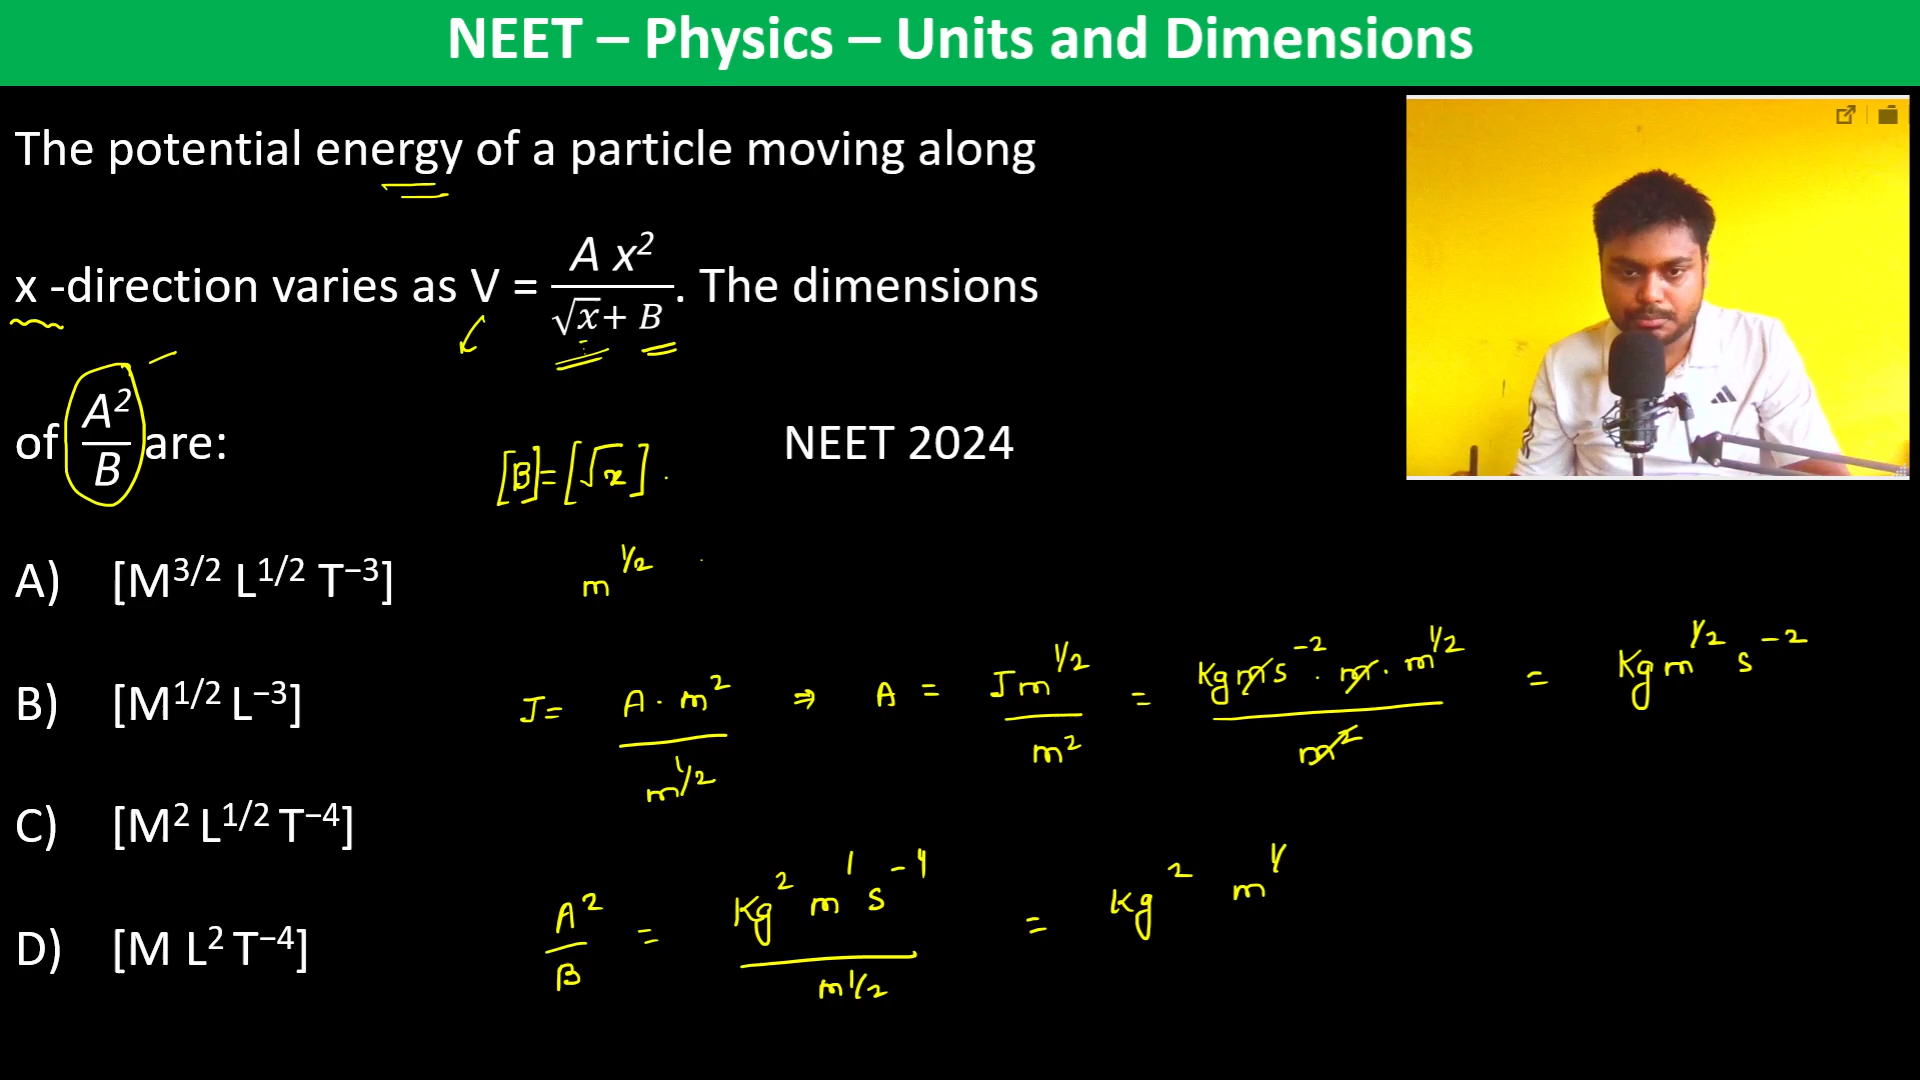 NEET – Physics – Units and Dimensions
The potential energy of a particle moving along
x -direction varies as V = A x² / (√x + B). The dimensions
of A²/B are: NEET 2024
[B]=[√x].
m^1/2
A) [M^3/2 L^1/2 T^−3]
B) [M^1/2 L^−3]
J = A·m² / m^1/2 ⇒ A = J m^1/2 / m² = kg m s^-2 · m · m^1/2 / m² = kg m^1/2 s^-2
C) [M² L^1/2 T^−4]
D) [M L² T^−4]
A²/B = kg² m^1 s^-4 / m^1/2 = kg² m^1/